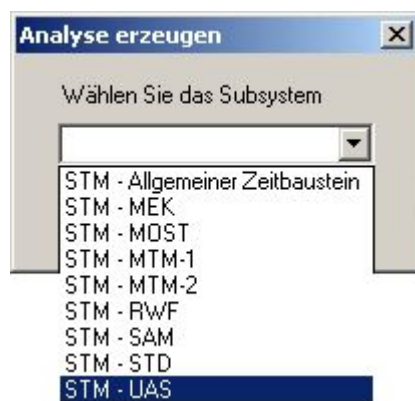 Analyse erzeugen
Wählen Sie das Subsystem
STM - Allgemeiner Zeitbaustein
STM - MEK
STM - MOST
STM - MTM-1
STM - MTM-2
STM - RWF
STM - SAM
STM - STD
STM - UAS